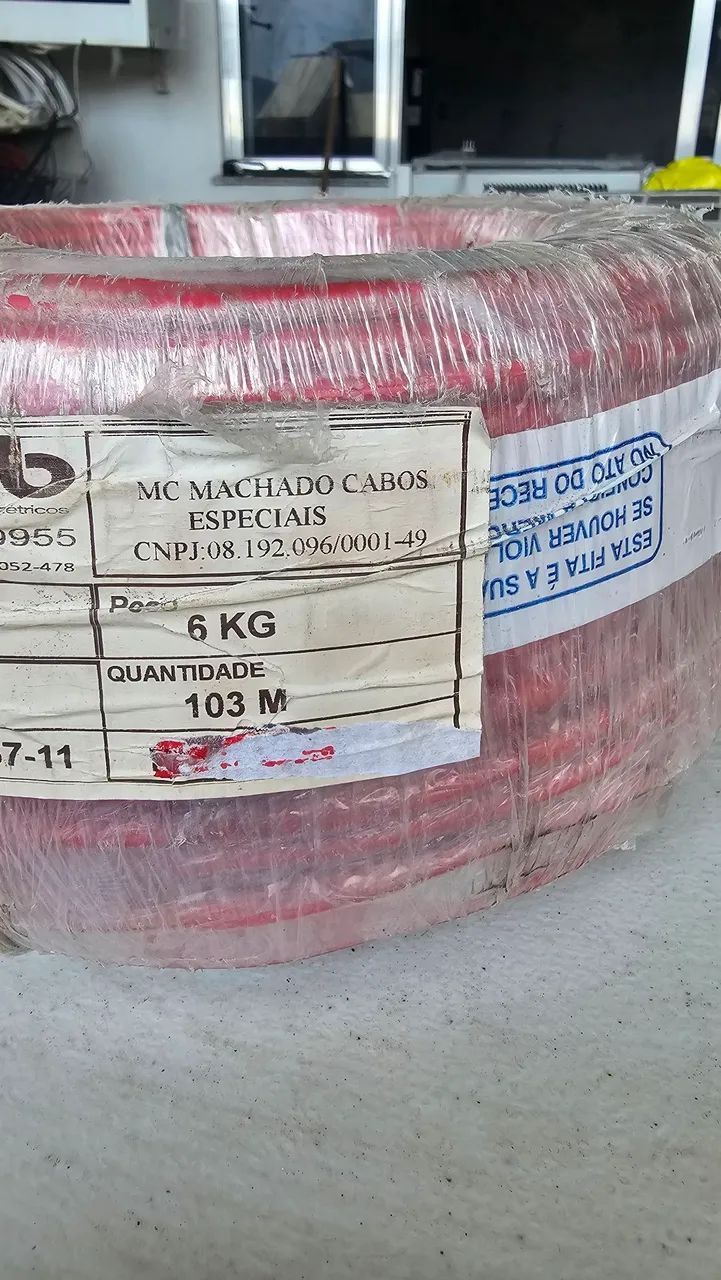 étricos
9955
052-478
MC MACHADO CABOS
ESPECIAIS
CNPJ:08.192.096/0001-49
Peso
6 KG
QUANTIDADE
103 M
7-11
ESTA FITA É A SUA
SE HOUVER VIOL
NO ATO DO RECE